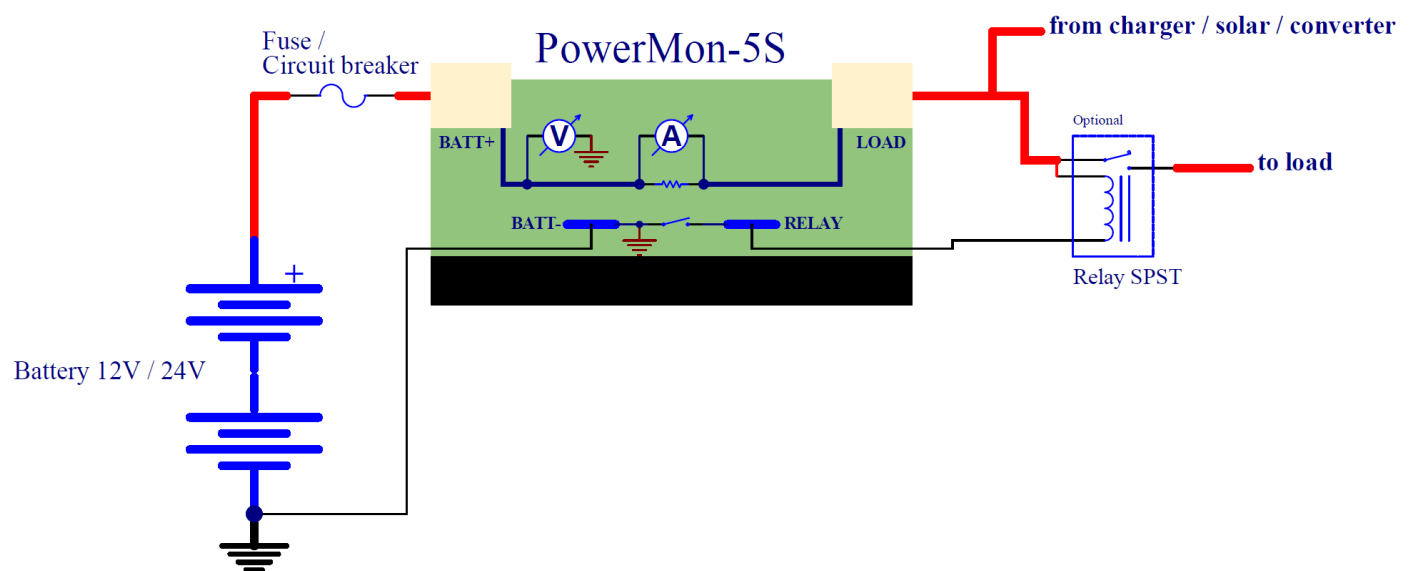 from charger / solar / converter
Fuse /
Circuit breaker
PowerMon-5S
Optional
BATT+
V
A
LOAD
to load
BATT-
RELAY
Relay SPST
+
Battery 12V / 24V